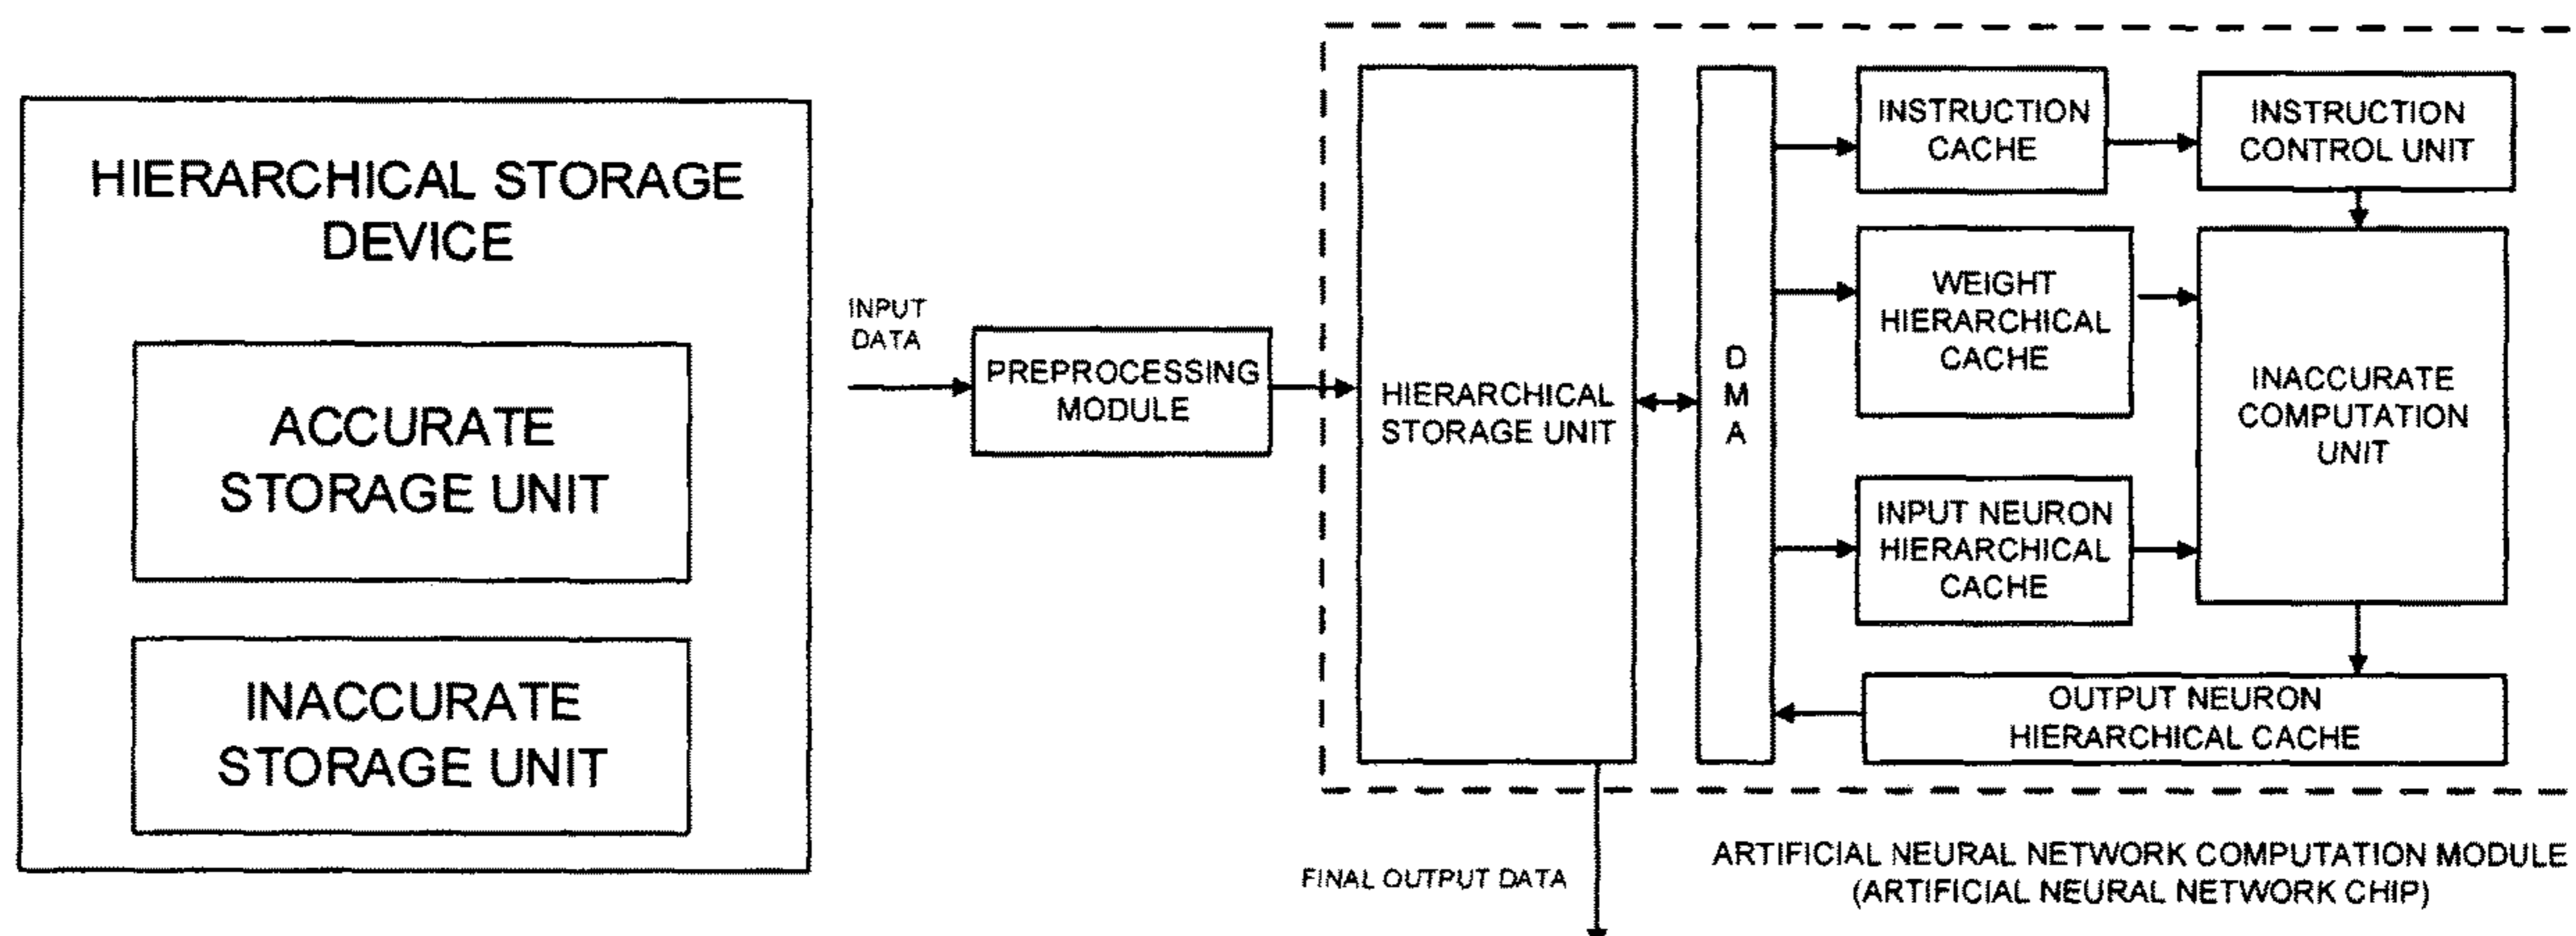 HIERARCHICAL STORAGE
DEVICE
ACCURATE
STORAGE UNIT
INACCURATE
STORAGE UNIT
INPUT
DATA
PREPROCESSING
MODULE
HIERARCHICAL
STORAGE UNIT
D
M
A
INSTRUCTION
CACHE
INSTRUCTION
CONTROL UNIT
WEIGHT
HIERARCHICAL
CACHE
INACCURATE
COMPUTATION
UNIT
INPUT NEURON
HIERARCHICAL
CACHE
OUTPUT NEURON
HIERARCHICAL CACHE
FINAL OUTPUT DATA
ARTIFICIAL NEURAL NETWORK COMPUTATION MODULE
(ARTIFICIAL NEURAL NETWORK CHIP)